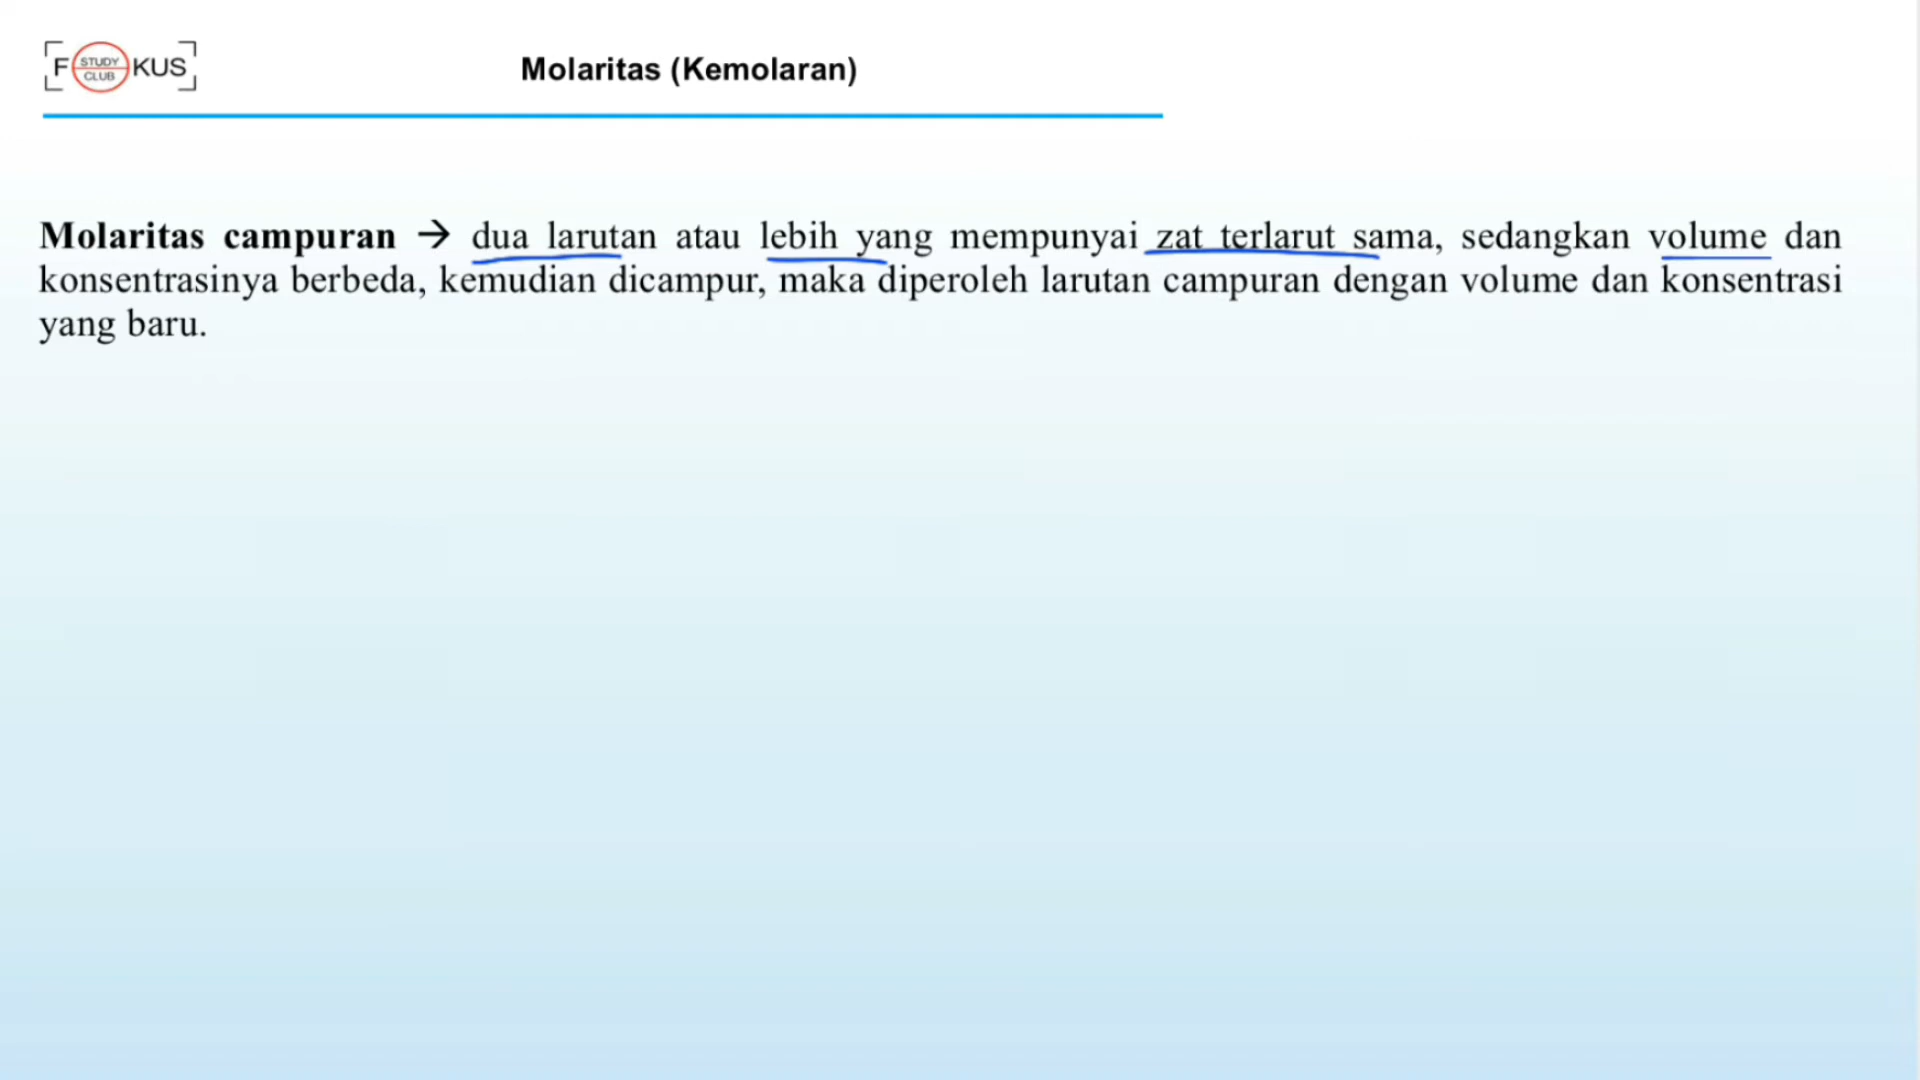 F STUDY CLUB KUS
Molaritas (Kemolaran)
Molaritas campuran → dua larutan atau lebih yang mempunyai zat terlarut sama, sedangkan volume dan
konsentrasinya berbeda, kemudian dicampur, maka diperoleh larutan campuran dengan volume dan konsentrasi
yang baru.